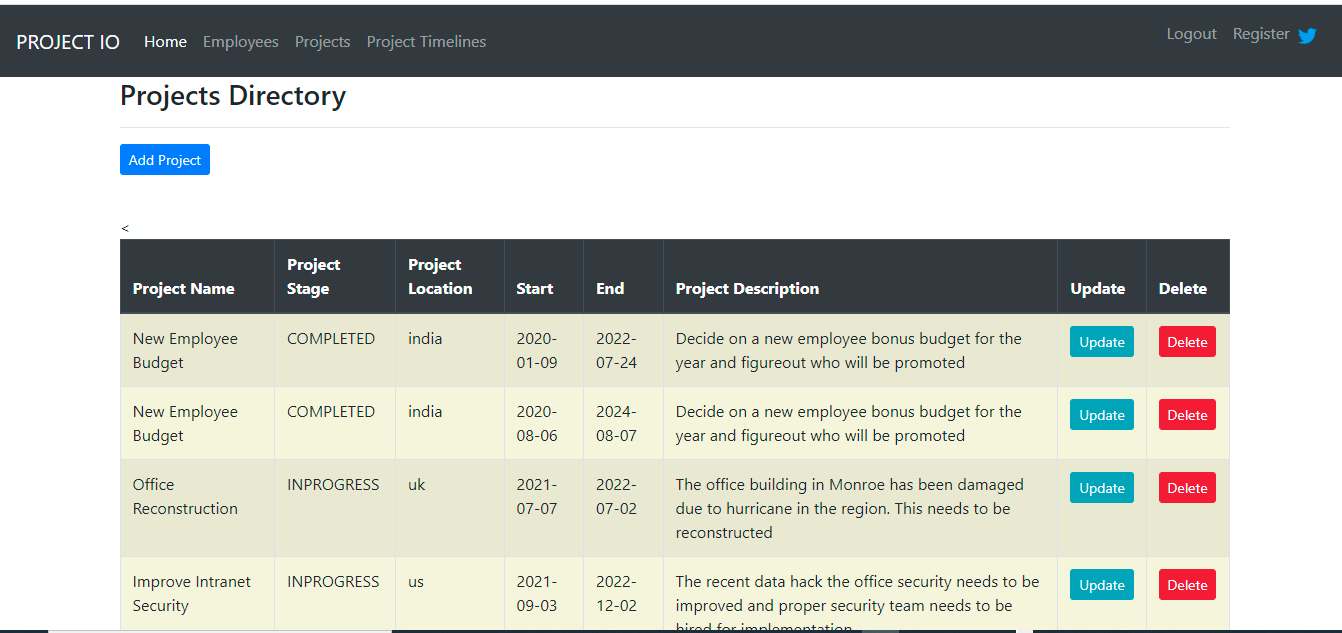 PROJECT IO Home Employees Projects Project Timelines Logout Register
Projects Directory
Add Project
<
Project Name Project Stage Project Location Start End Project Description Update Delete
New Employee COMPLETED india 2020- 2022- Decide on a new employee bonus budget for the Update Delete
Budget 01-09 07-24 year and figureout who will be promoted
New Employee COMPLETED india 2020- 2024- Decide on a new employee bonus budget for the Update Delete
Budget 08-06 08-07 year and figureout who will be promoted
Office INPROGRESS uk 2021- 2022- The office building in Monroe has been damaged Update Delete
Reconstruction 07-07 07-02 due to hurricane in the region. This needs to be
reconstructed
Improve Intranet INPROGRESS us 2021- 2022- The recent data hack the office security needs to be Update Delete
Security 09-03 12-02 improved and proper security team needs to be
hired for implementation